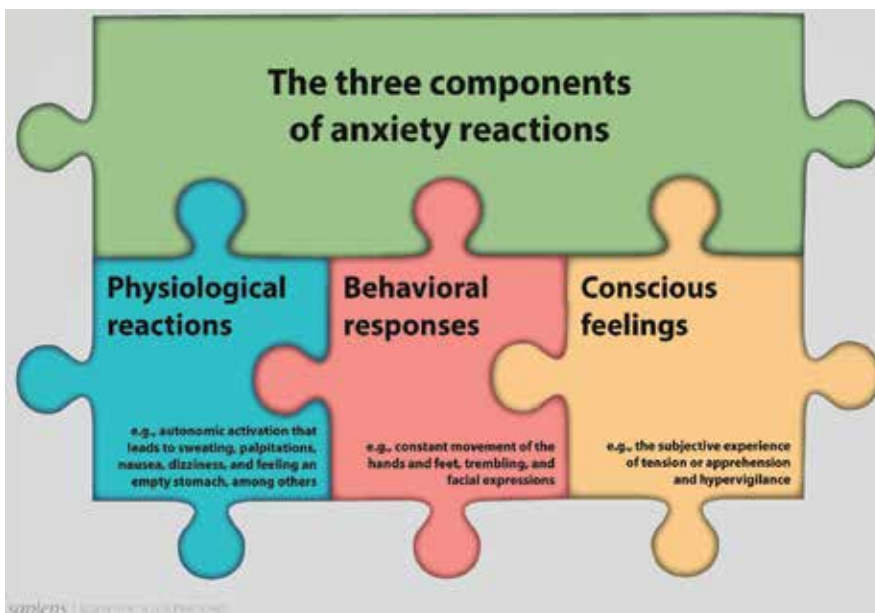 The three components
of anxiety reactions
Physiological
reactions
e.g., autonomic activation that
leads to sweating, palpitations,
nausea, dizziness, and feeling an
empty stomach, among others
Behavioral
responses
e.g., constant movement of the
hands and feet, trembling, and
facial expressions
Conscious
feelings
e.g., the subjective experience
of tension or apprehension
and hypervigilance
sapiens